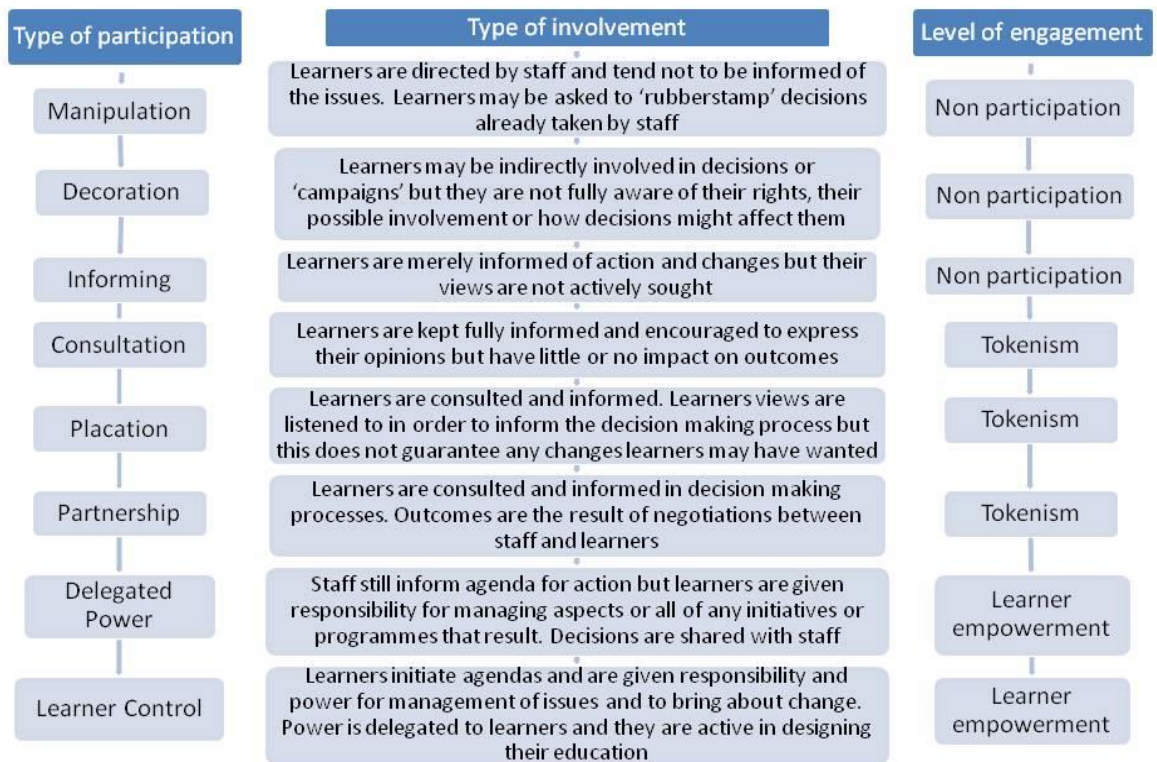 Type of participation
Type of involvement
Level of engagement
Manipulation
Learners are directed by staff and tend not to be informed of
the issues. Learners may be asked to ‘rubberstamp’ decisions
already taken by staff
Non participation
Decoration
Learners may be indirectly involved in decisions or
‘campaigns’ but they are not fully aware of their rights, their
possible involvement or how decisions might affect them
Non participation
Informing
Learners are merely informed of action and changes but their
views are not actively sought
Non participation
Consultation
Learners are kept fully informed and encouraged to express
their opinions but have little or no impact on outcomes
Tokenism
Placation
Learners are consulted and informed. Learners views are
listened to in order to inform the decision making process but
this does not guarantee any changes learners may have wanted
Tokenism
Partnership
Learners are consulted and informed in decision making
processes. Outcomes are the result of negotiations between
staff and learners
Tokenism
Delegated
Power
Staff still inform agenda for action but learners are given
responsibility for managing aspects or all of any initiatives or
programmes that result. Decisions are shared with staff
Learner
empowerment
Learner Control
Learners initiate agendas and are given responsibility and
power for management of issues and to bring about change.
Power is delegated to learners and they are active in designing
their education
Learner
empowerment